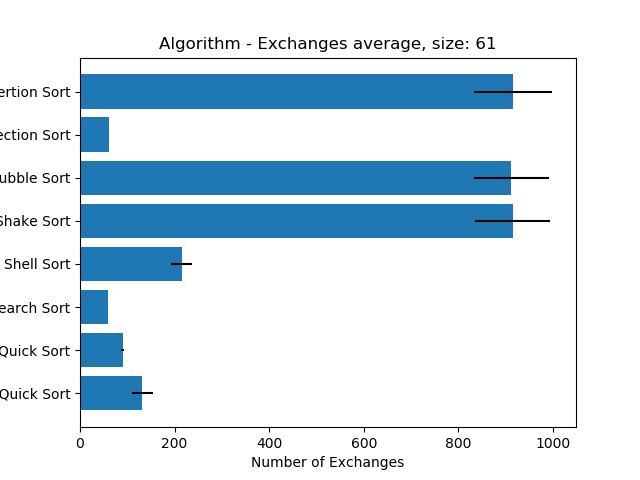 Algorithm - Exchanges average, size: 61
ertion Sort
ection Sort
ubble Sort
Shake Sort
Shell Sort
earch Sort
Quick Sort
Quick Sort
0 200 400 600 800 1000
Number of Exchanges